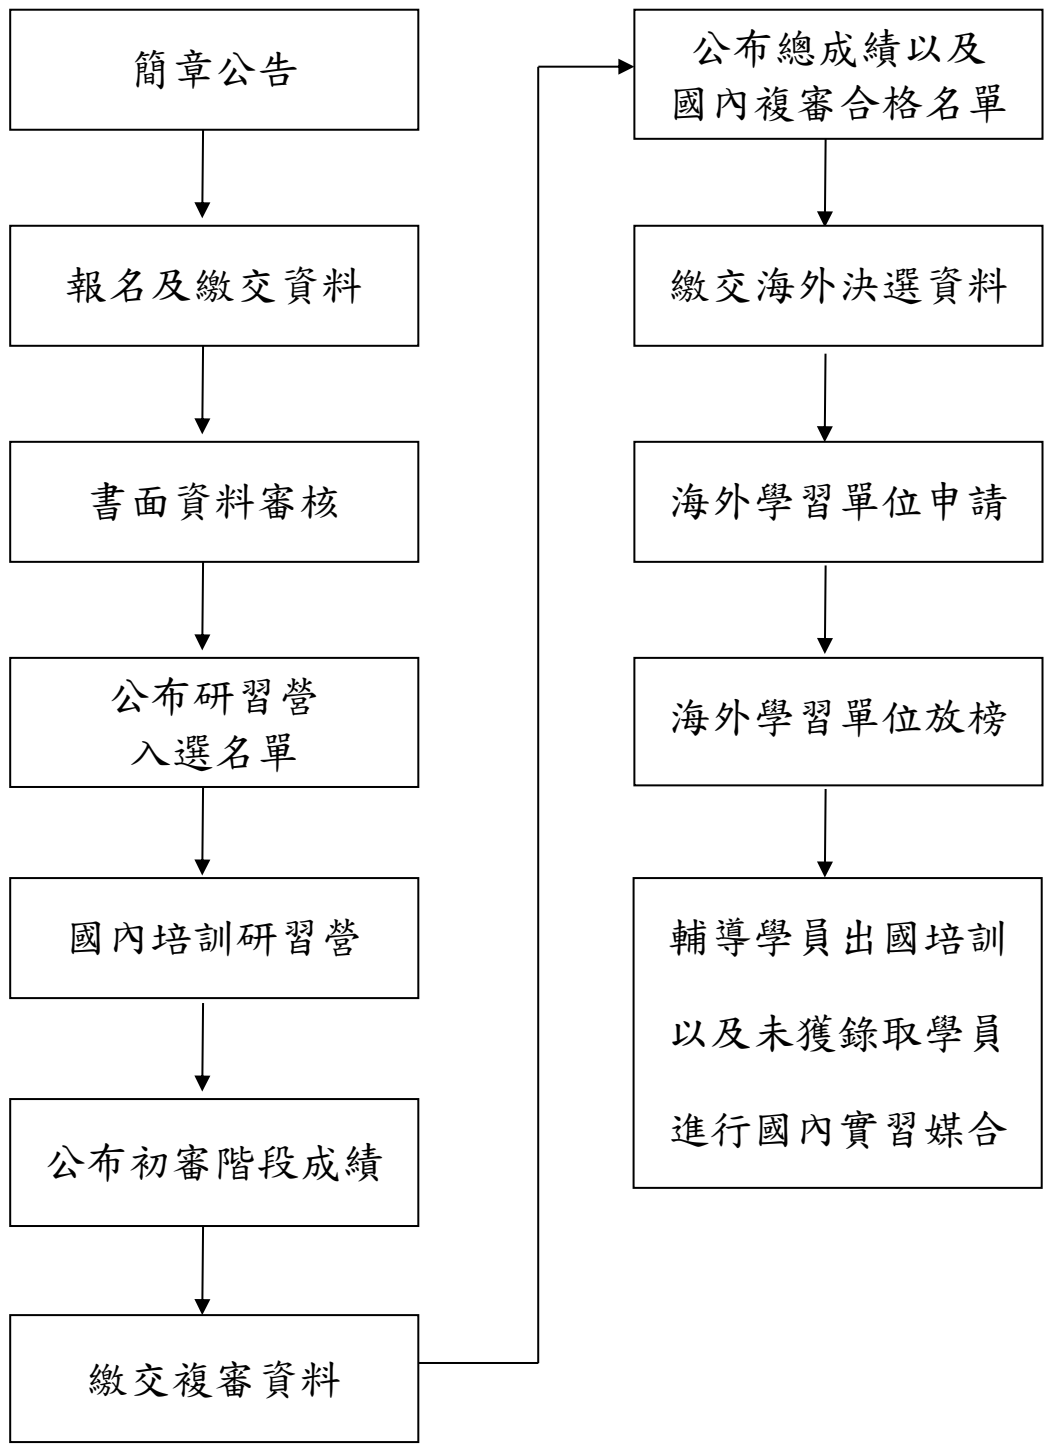 簡章公告
報名及繳交資料
書面資料審核
公布研習營
入選名單
國內培訓研習營
公布初審階段成績
繳交複審資料
公布總成績以及
國內複審合格名單
繳交海外決選資料
海外學習單位申請
海外學習單位放榜
輔導學員出國培訓
以及未獲錄取學員
進行國內實習媒合